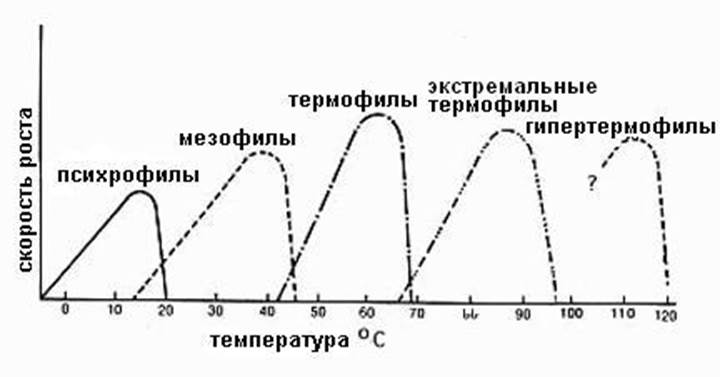 экстремальные
термофилы
термофилы
гипертермофилы
мезофилы
психрофилы
?
скорость роста
0 10 20 30 40 50 60 70 90 100 110 120
температура °C